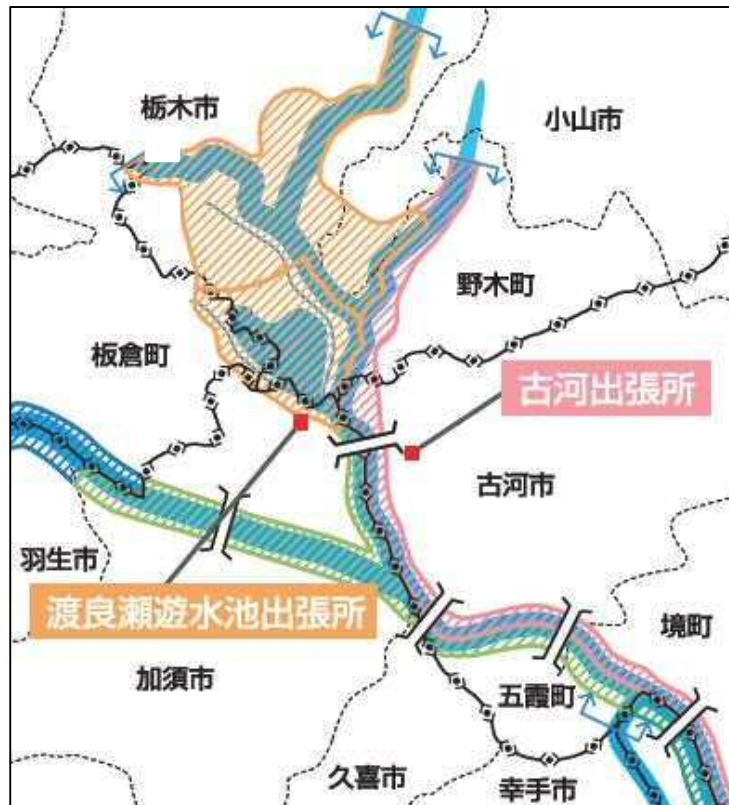 栃木市
小山市
野木町
板倉町
古河出張所
古河市
羽生市
渡良瀬遊水池出張所
境町
加須市
五霞町
久喜市
幸手市